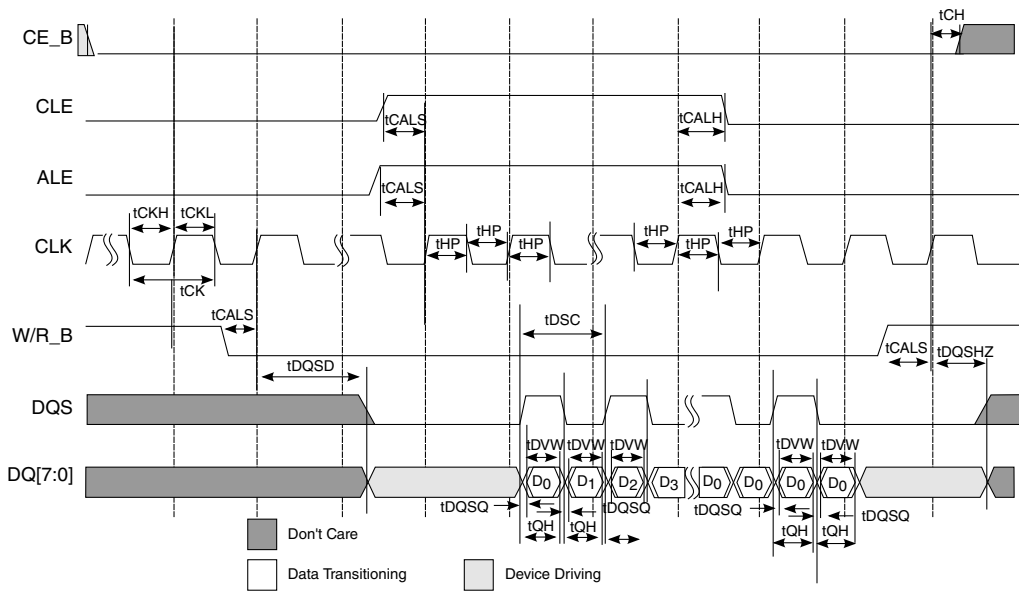 CE_B
tCH
CLE
tCALS
tCALH
ALE
tCALS
tCALH
tCKH
tCKL
CLK
tHP
tHP
tHP
tHP
tHP
tHP
tCK
tCALS
tDSC
W/R_B
tCALS
tDQSHZ
tDQSD
DQS
tDVW
tDVW
tDVW
tDVW
tDVW
DQ[7:0]
D0
D1
D2
D3
D0
D0
D0
D0
tDQSQ
tDQSQ
tDQSQ
tDQSQ
tQH
tQH
tQH
tQH
Don't Care
Data Transitioning
Device Driving